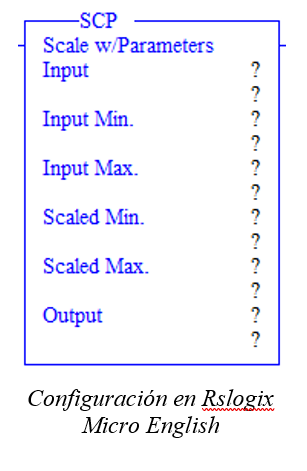 SCP
Scale w/Parameters
Input ?
?
Input Min. ?
?
Input Max. ?
?
Scaled Min. ?
?
Scaled Max. ?
?
Output ?
?
Configuración en Rslogix
Micro English